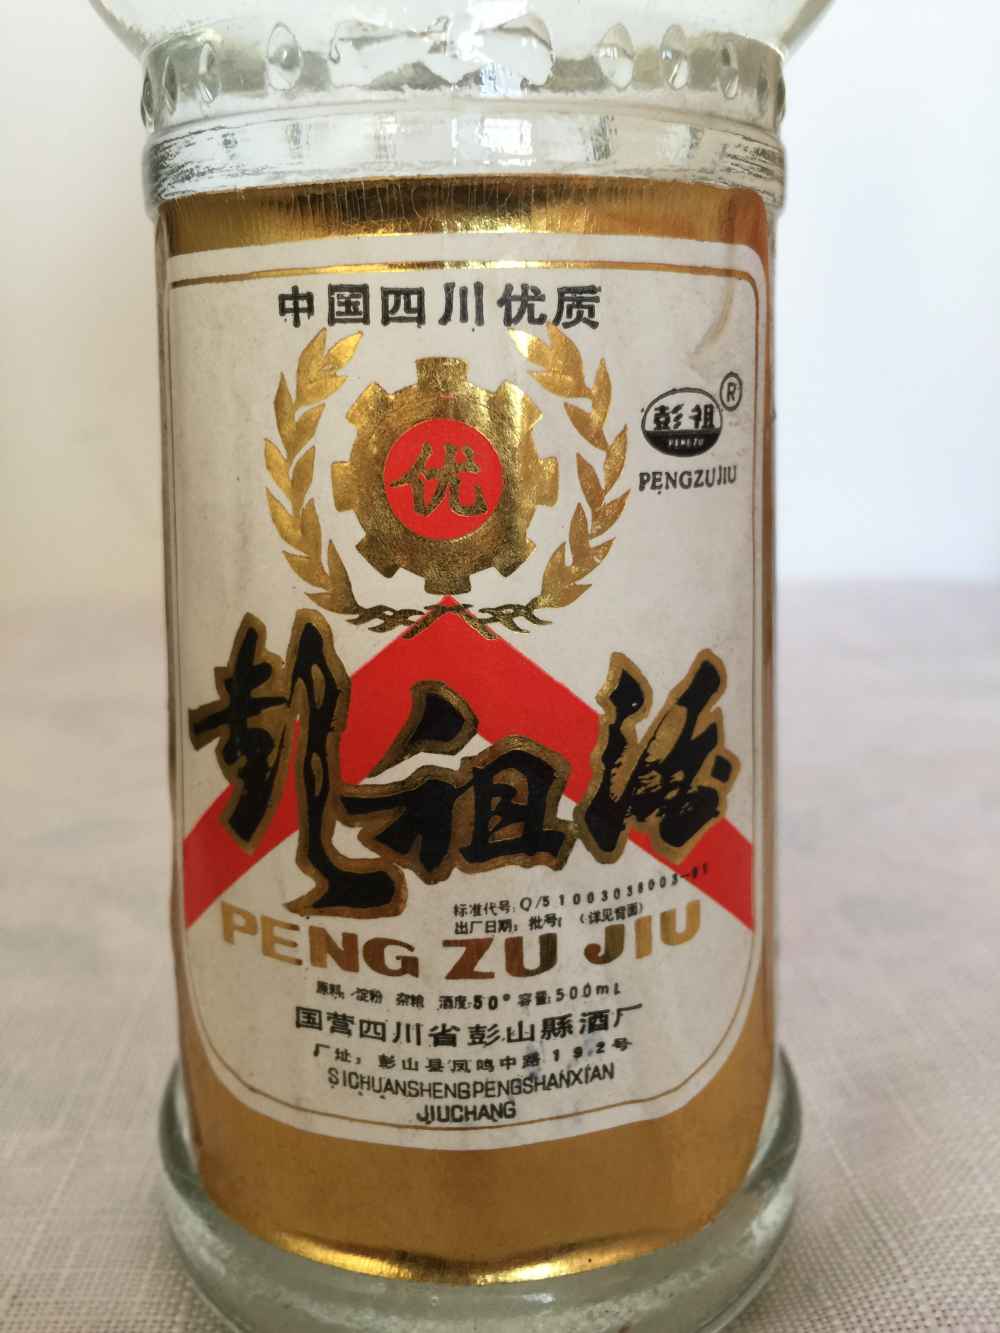 中国四川优质
优
彭祖
PENGZU
®
PENGZUJIU
彭祖酒
标准代号:Q/51003038003-91
出厂日期: 批号: (详见背面)
PENG ZU JIU
原料: 淀粉 杂粮 酒度:50° 容量:500mL
国营四川省彭山縣酒厂
厂址: 彭山县凤鸣中路192号
SICHUANSHENGPENGSHANXIAN
JIUCHANG